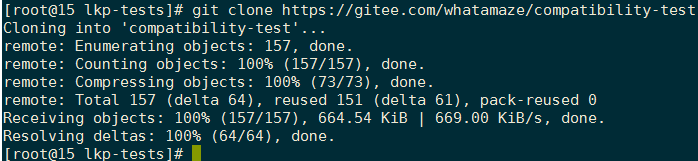 [root@15 lkp-tests]# git clone https://gitee.com/whatamaze/compatibility-test
Cloning into 'compatibility-test'...
remote: Enumerating objects: 157, done.
remote: Counting objects: 100% (157/157), done.
remote: Compressing objects: 100% (73/73), done.
remote: Total 157 (delta 64), reused 151 (delta 61), pack-reused 0
Receiving objects: 100% (157/157), 664.54 KiB | 669.00 KiB/s, done.
Resolving deltas: 100% (64/64), done.
[root@15 lkp-tests]#